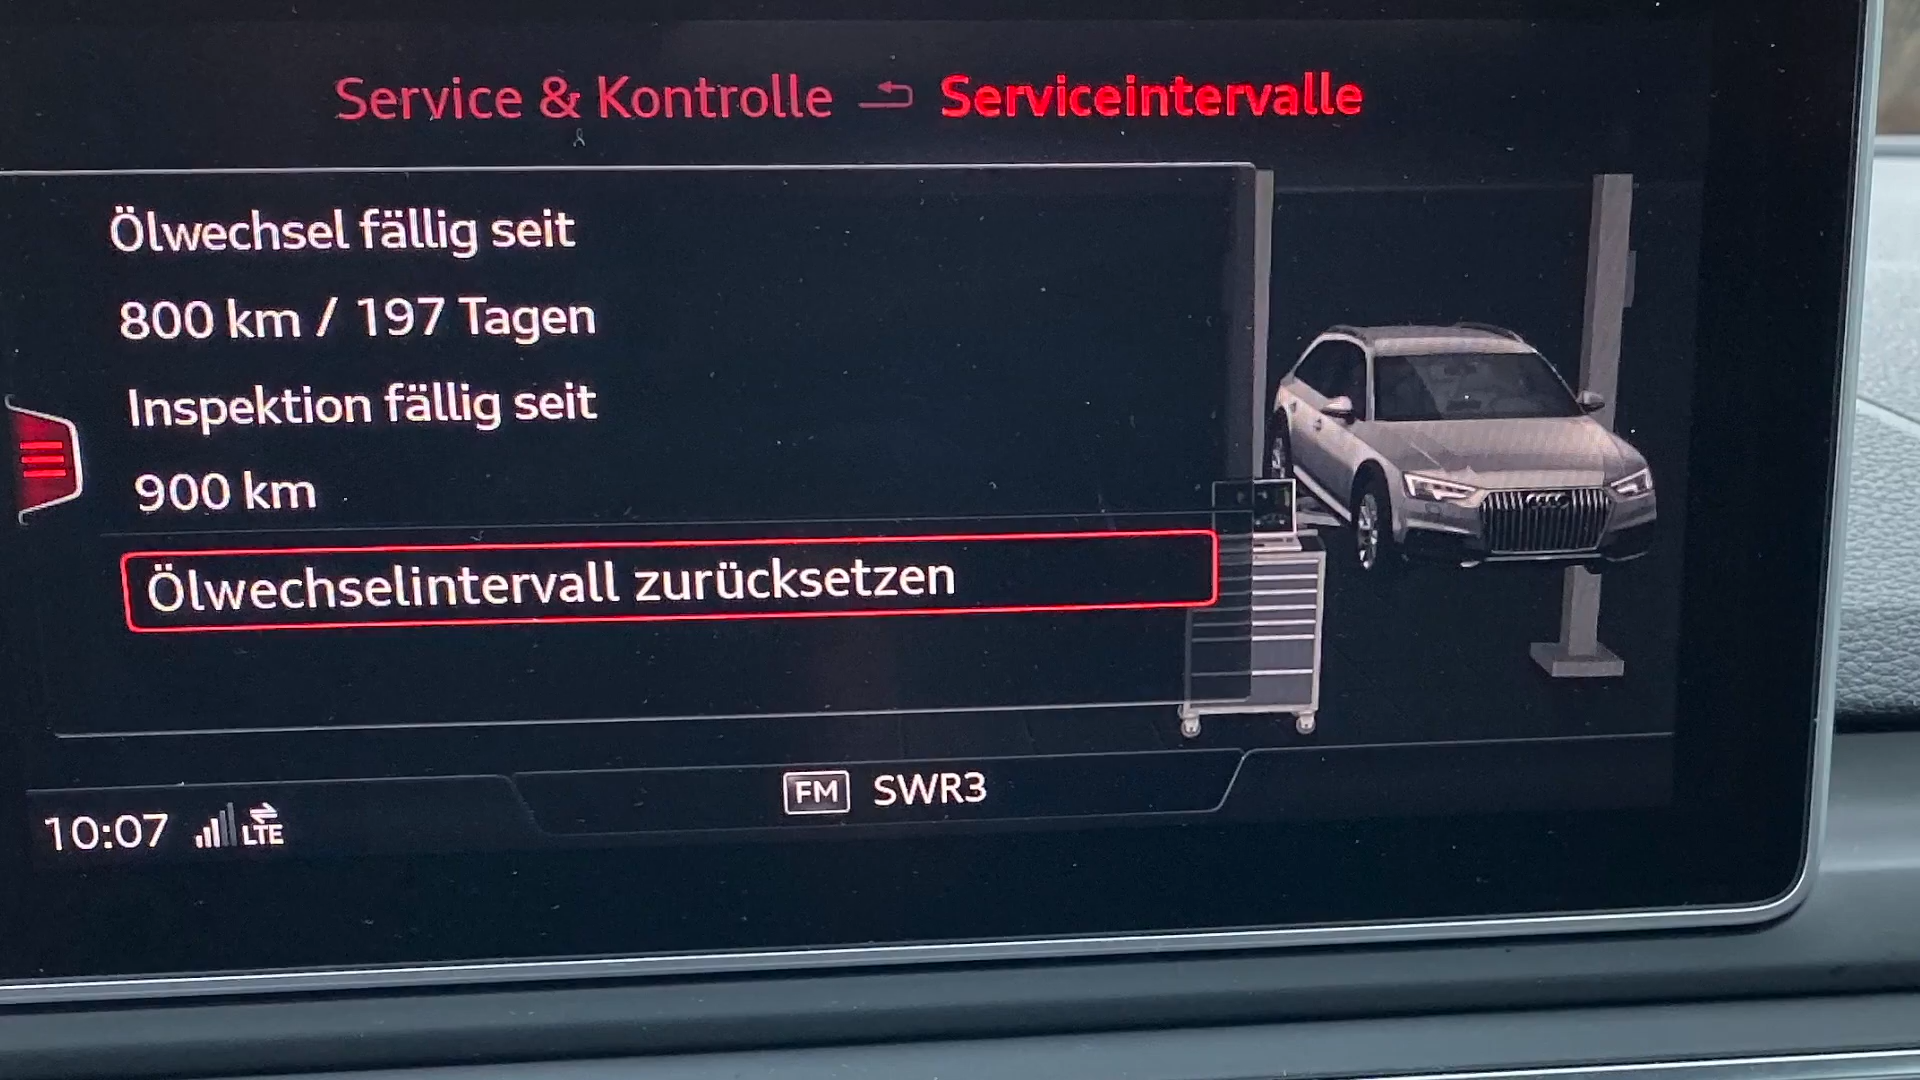 Service & Kontrolle Serviceintervalle
Ölwechsel fällig seit
800 km / 197 Tagen
Inspektion fällig seit
900 km
Ölwechselintervall zurücksetzen
FM SWR3
10:07 LTE